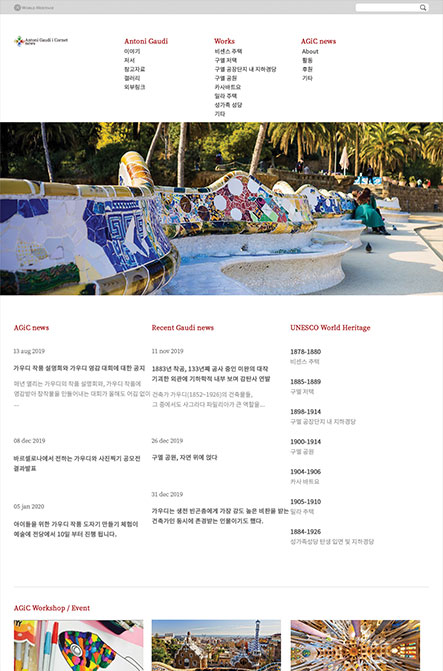 World Heritage
Antoni Gaudi i Cornet
news
Antoni Gaudi
이야기
저서
참고자료
갤러리
외부링크
Works
비센스 주택
구엘 저택
구엘 공장단지 내 지하경당
구엘 공원
카사바트요
밀라 주택
성가족 성당
기타
AGiC news
About
활동
후원
기타
AGiC news
13 aug 2019
가우디 작품 설명회와 가우디 영감 대회에 대한 공지
매년 열리는 가우디의 작품 설명회와, 가우디 작품에
영감받아 창작물을 만들어내는 대회가 올해도 어김 없이
...
08 dec 2019
바르셀로나에서 전하는 가우디와 사진찍기 공모전
결과발표
05 jan 2020
아이들을 위한 가우디 작품 도자기 만들기 체험이
예술에 전당에서 10일 부터 진행 됩니다.
Recent Gaudi news
11 nov 2019
1883년 착공, 133년째 공사 중인 미완의 대작
기괴한 외관에 기하학적 내부 보며 감탄사 연발
건축가 가우디(1852~1926)의 건축물들,
그 중에서도 사그라다 파밀리아가 큰 역할을...
26 dec 2019
구엘 공원, 자연 위에 앉다
31 dec 2019
가우디는 생전 빈곤층에게 가장 감도 높은 비판을 받는
건축가인 동시에 존경받는 인물이기도 했다.
UNESCO World Heritage
1878-1880
비센스 주택
1885-1889
구엘 저택
1898-1914
구엘 공장단지 내 지하경당
1900-1914
구엘 공원
1904-1906
카사 바트요
1905-1910
밀라 주택
1884-1926
성가족성당 탄생 입면 및 지하경당
AGiC Workshop / Event